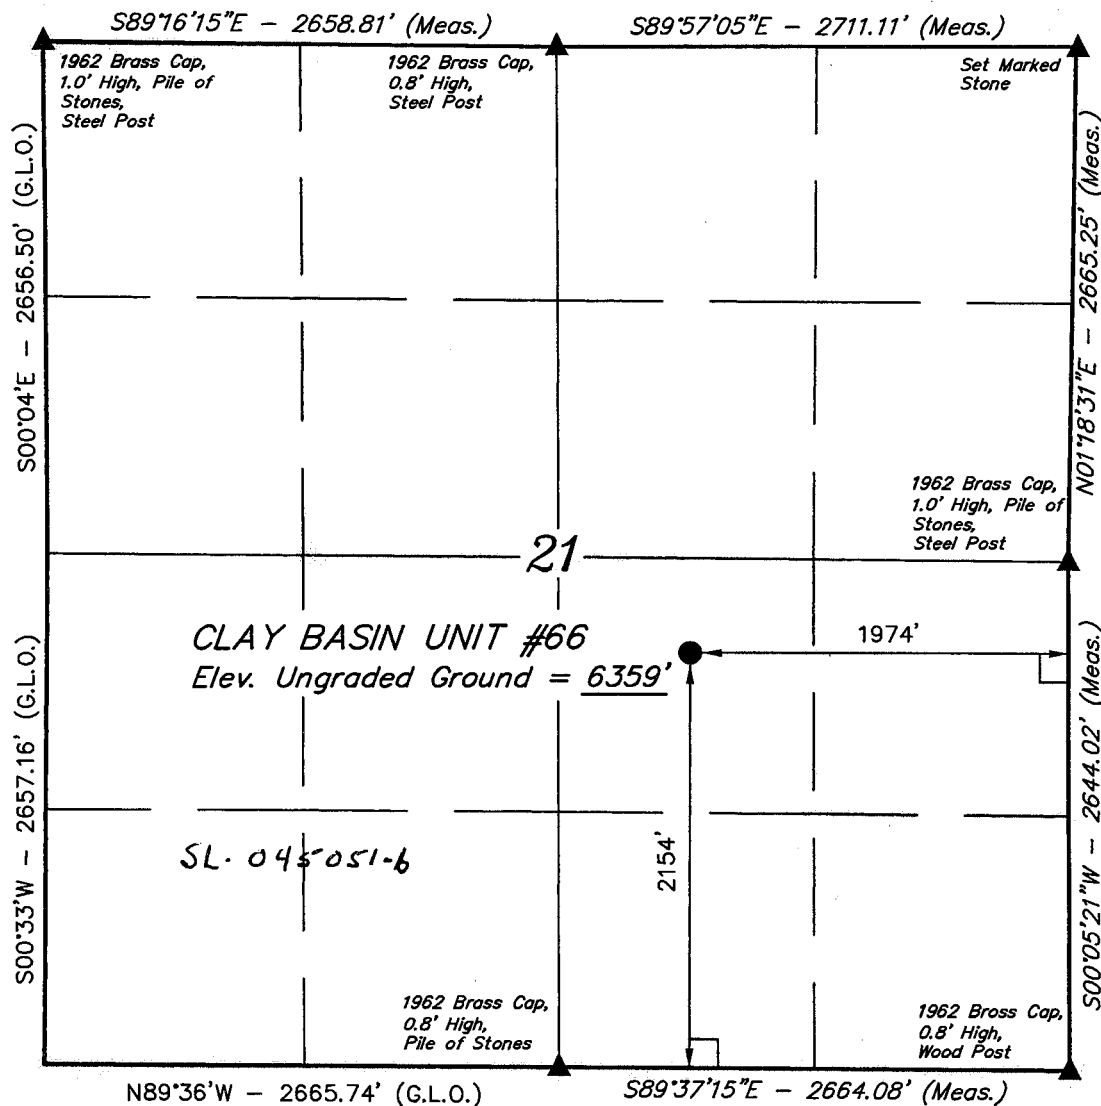 S89°16'15"E - 2658.81' (Meas.)
S89°57'05"E - 2711.11' (Meas.)
1962 Brass Cap,
1.0' High, Pile of
Stones,
Steel Post
1962 Brass Cap,
0.8' High,
Steel Post
Set Marked
Stone
S00°04'E - 2656.50' (G.L.O.)
N01°18'31"E - 2665.25' (Meas.)
1962 Brass Cap,
1.0' High, Pile of
Stones,
Steel Post
21
CLAY BASIN UNIT #66
Elev. Ungraded Ground = 6359'
1974'
2154'
S00°33'W - 2657.16' (G.L.O.)
S00°05'21"W - 2644.02' (Meas.)
SL. 045051-b
1962 Brass Cap,
0.8' High,
Pile of Stones
1962 Brass Cap,
0.8' High,
Wood Post
N89°36'W - 2665.74' (G.L.O.)
S89°37'15"E - 2664.08' (Meas.)